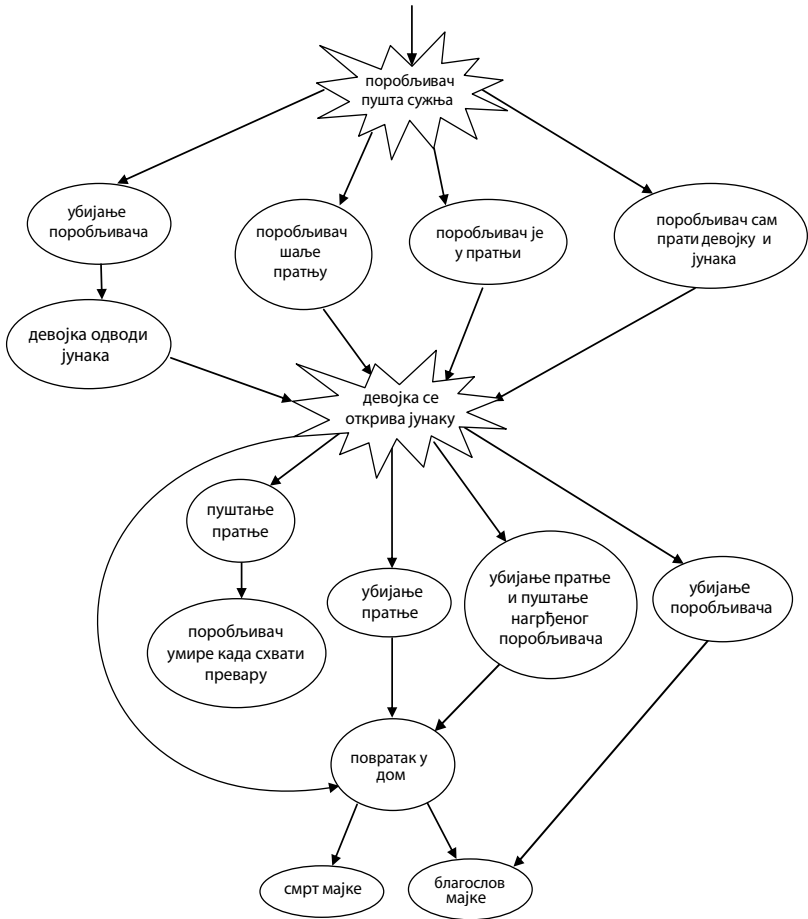 поробљивач
пушта сужња
убијање
поробљивача
поробљивач
шаље
пратњу
поробљивач је
у пратњи
поробљивач сам
прати девојку и
јунака
девојка одводи
јунака
девојка се
открива јунаку
пуштање
пратње
убијање
пратње
убијање пратње
и пуштање
нагрђеног
поробљивача
убијање
поробљивача
поробљивач
умире када схвати
превару
повратак у
дом
смрт мајке
благослов
мајке